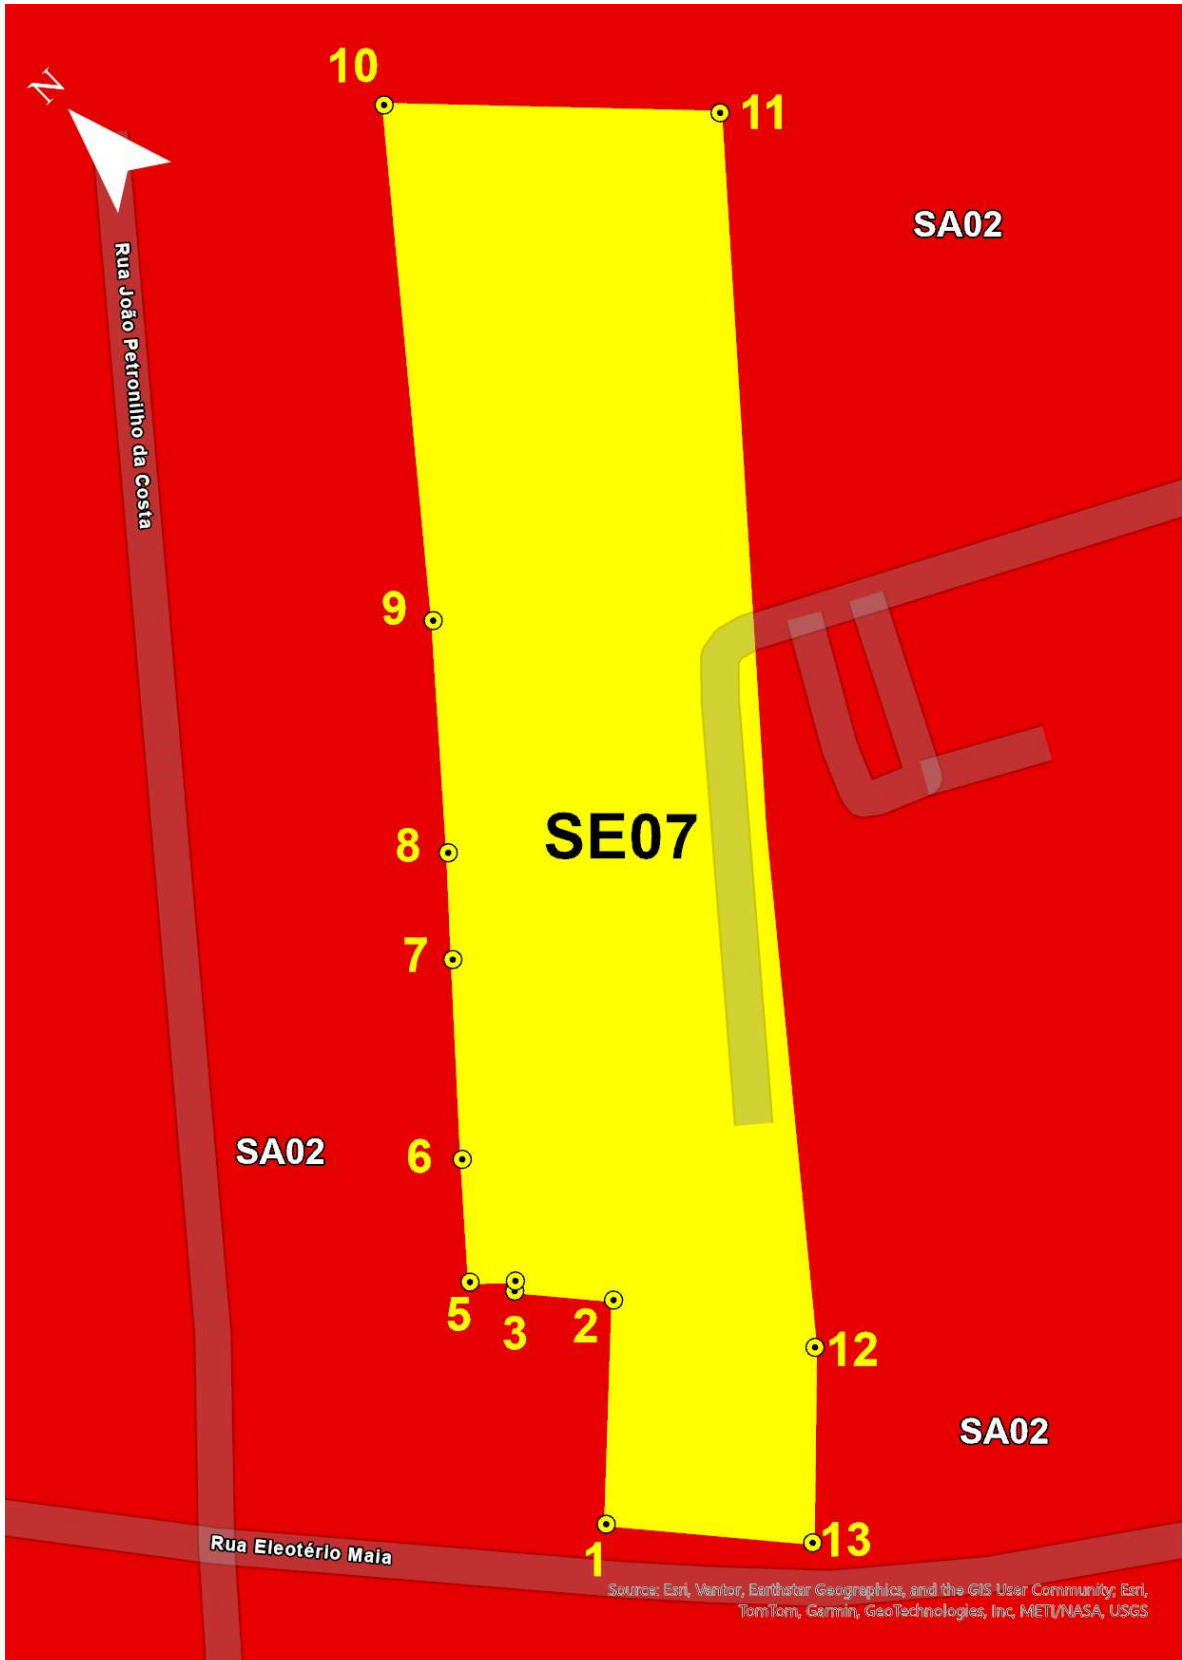 10
N
11
SA02
Rua João Petronilho da Costa
9
8
SE07
7
6
SA02
5
3
2
12
SA02
1
13
Rua Eleotério Maia
Source: Esri, Vantor, Earthstar Geographics, and the GIS User Community; Esri,
TomTom, Garmin, GeoTechnologies, Inc, METI/NASA, USGS